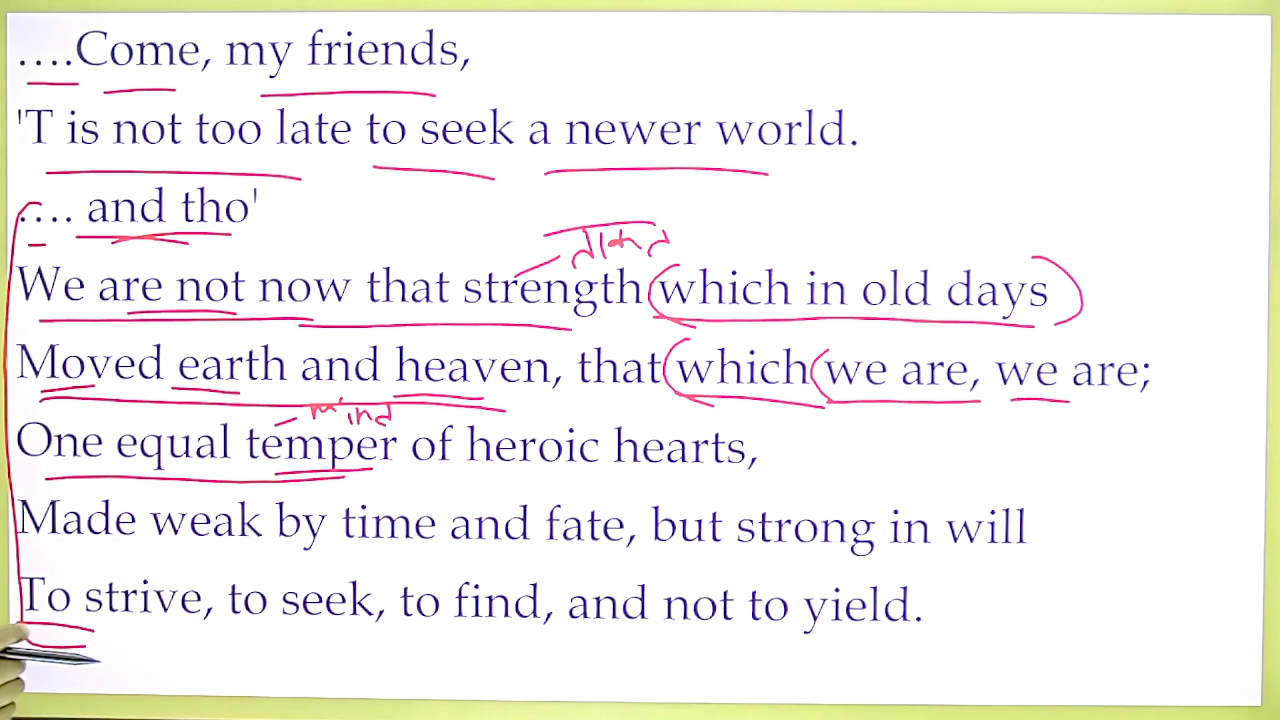 ....Come, my friends,
'T is not too late to seek a newer world.
.... and tho'
We are not now that strength which in old days
Moved earth and heaven, that which we are, we are;
mind
One equal temper of heroic hearts,
Made weak by time and fate, but strong in will
To strive, to seek, to find, and not to yield.